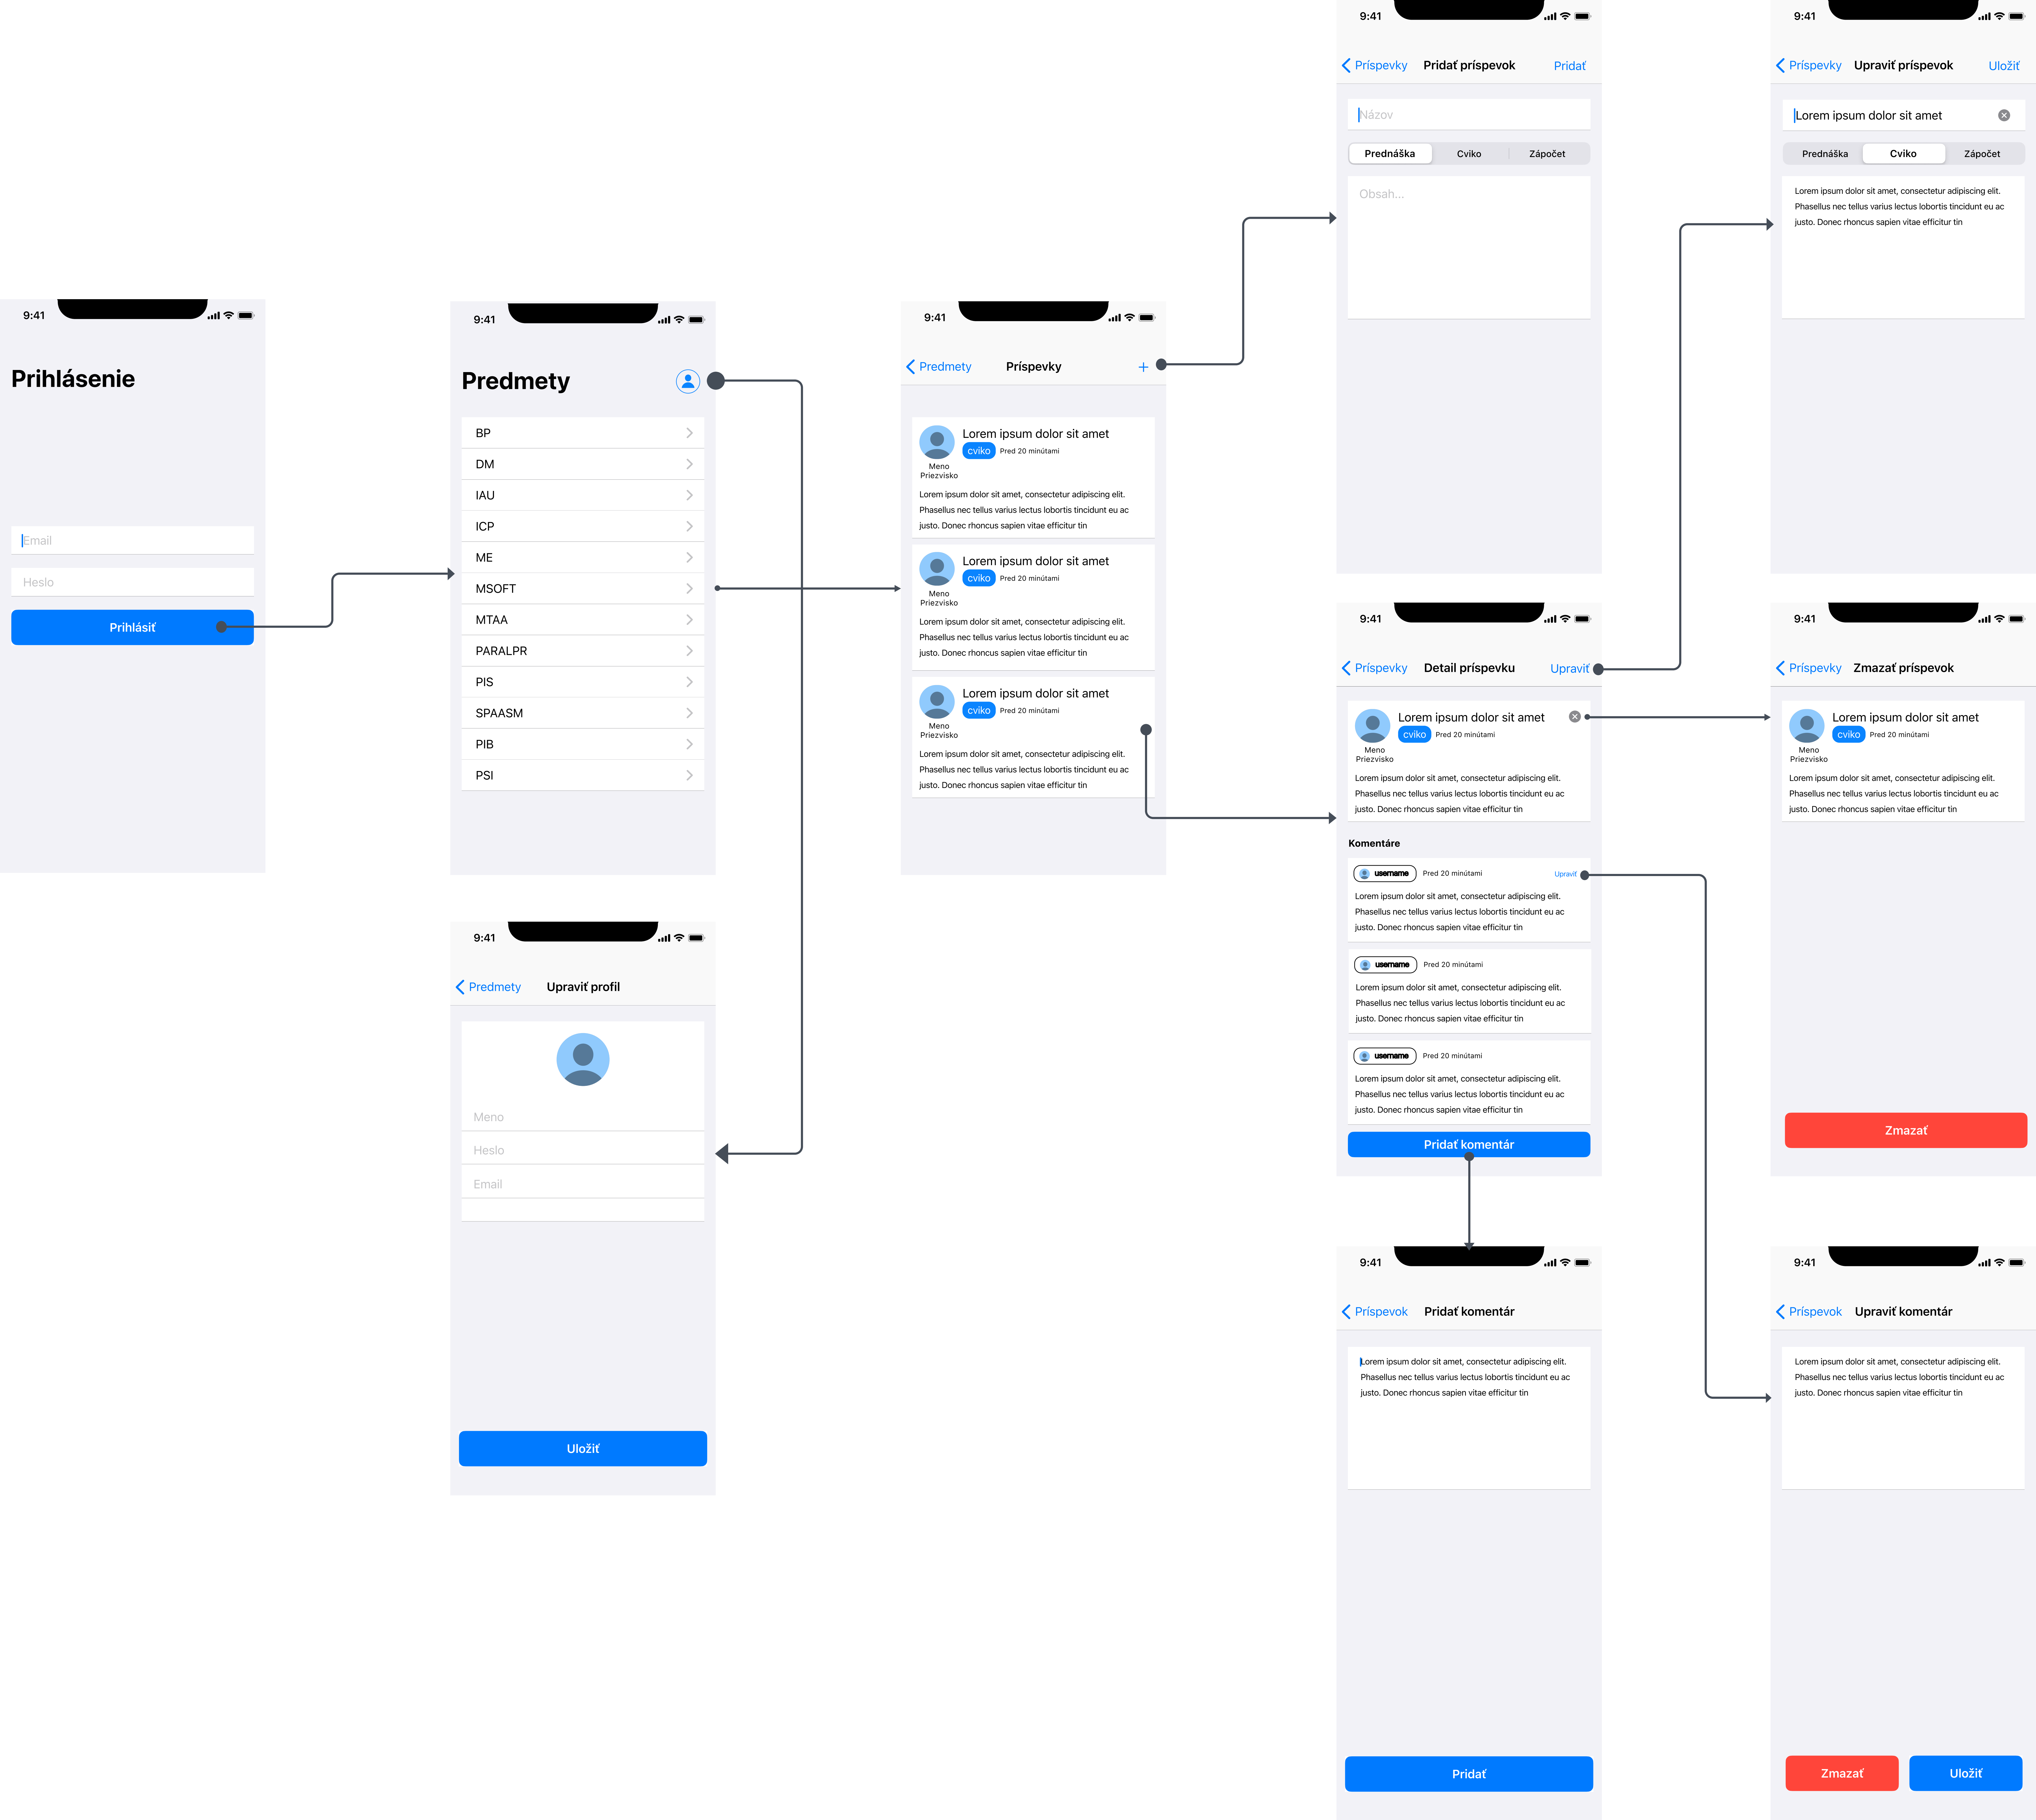 9:41
Prihlásenie
Email
Heslo
Prihlásiť
9:41
Predmety
BP
DM
IAU
ICP
ME
MSOFT
MTAA
PARALPR
PIS
SPAASM
PIB
PSI
9:41
Predmety Upraviť profil
Meno
Heslo
Email
Uložiť
9:41
Predmety Príspevky +
Lorem ipsum dolor sit amet
cviko Pred 20 minútami
Meno
Priezvisko
Lorem ipsum dolor sit amet, consectetur adipiscing elit.
Phasellus nec tellus varius lectus lobortis tincidunt eu ac
justo. Donec rhoncus sapien vitae efficitur tin
Lorem ipsum dolor sit amet
cviko Pred 20 minútami
Meno
Priezvisko
Lorem ipsum dolor sit amet, consectetur adipiscing elit.
Phasellus nec tellus varius lectus lobortis tincidunt eu ac
justo. Donec rhoncus sapien vitae efficitur tin
Lorem ipsum dolor sit amet
cviko Pred 20 minútami
Meno
Priezvisko
Lorem ipsum dolor sit amet, consectetur adipiscing elit.
Phasellus nec tellus varius lectus lobortis tincidunt eu ac
justo. Donec rhoncus sapien vitae efficitur tin
9:41
Príspevky Pridať príspevok Pridať
Názov
Prednáška Cviko Zápočet
Obsah...
9:41
Príspevky Upraviť príspevok Uložiť
Lorem ipsum dolor sit amet
Prednáška Cviko Zápočet
Lorem ipsum dolor sit amet, consectetur adipiscing elit.
Phasellus nec tellus varius lectus lobortis tincidunt eu ac
justo. Donec rhoncus sapien vitae efficitur tin
9:41
Príspevky Detail príspevku Upraviť
Lorem ipsum dolor sit amet
cviko Pred 20 minútami
Meno
Priezvisko
Lorem ipsum dolor sit amet, consectetur adipiscing elit.
Phasellus nec tellus varius lectus lobortis tincidunt eu ac
justo. Donec rhoncus sapien vitae efficitur tin
Komentáre
username Pred 20 minútami Upraviť
Lorem ipsum dolor sit amet, consectetur adipiscing elit.
Phasellus nec tellus varius lectus lobortis tincidunt eu ac
justo. Donec rhoncus sapien vitae efficitur tin
username Pred 20 minútami
Lorem ipsum dolor sit amet, consectetur adipiscing elit.
Phasellus nec tellus varius lectus lobortis tincidunt eu ac
justo. Donec rhoncus sapien vitae efficitur tin
username Pred 20 minútami
Lorem ipsum dolor sit amet, consectetur adipiscing elit.
Phasellus nec tellus varius lectus lobortis tincidunt eu ac
justo. Donec rhoncus sapien vitae efficitur tin
Pridať komentár
9:41
Príspevky Zmazať príspevok
Lorem ipsum dolor sit amet
cviko Pred 20 minútami
Meno
Priezvisko
Lorem ipsum dolor sit amet, consectetur adipiscing elit.
Phasellus nec tellus varius lectus lobortis tincidunt eu ac
justo. Donec rhoncus sapien vitae efficitur tin
Zmazať
9:41
Príspevok Pridať komentár
Lorem ipsum dolor sit amet, consectetur adipiscing elit.
Phasellus nec tellus varius lectus lobortis tincidunt eu ac
justo. Donec rhoncus sapien vitae efficitur tin
Pridať
9:41
Príspevok Upraviť komentár
Lorem ipsum dolor sit amet, consectetur adipiscing elit.
Phasellus nec tellus varius lectus lobortis tincidunt eu ac
justo. Donec rhoncus sapien vitae efficitur tin
Zmazať Uložiť